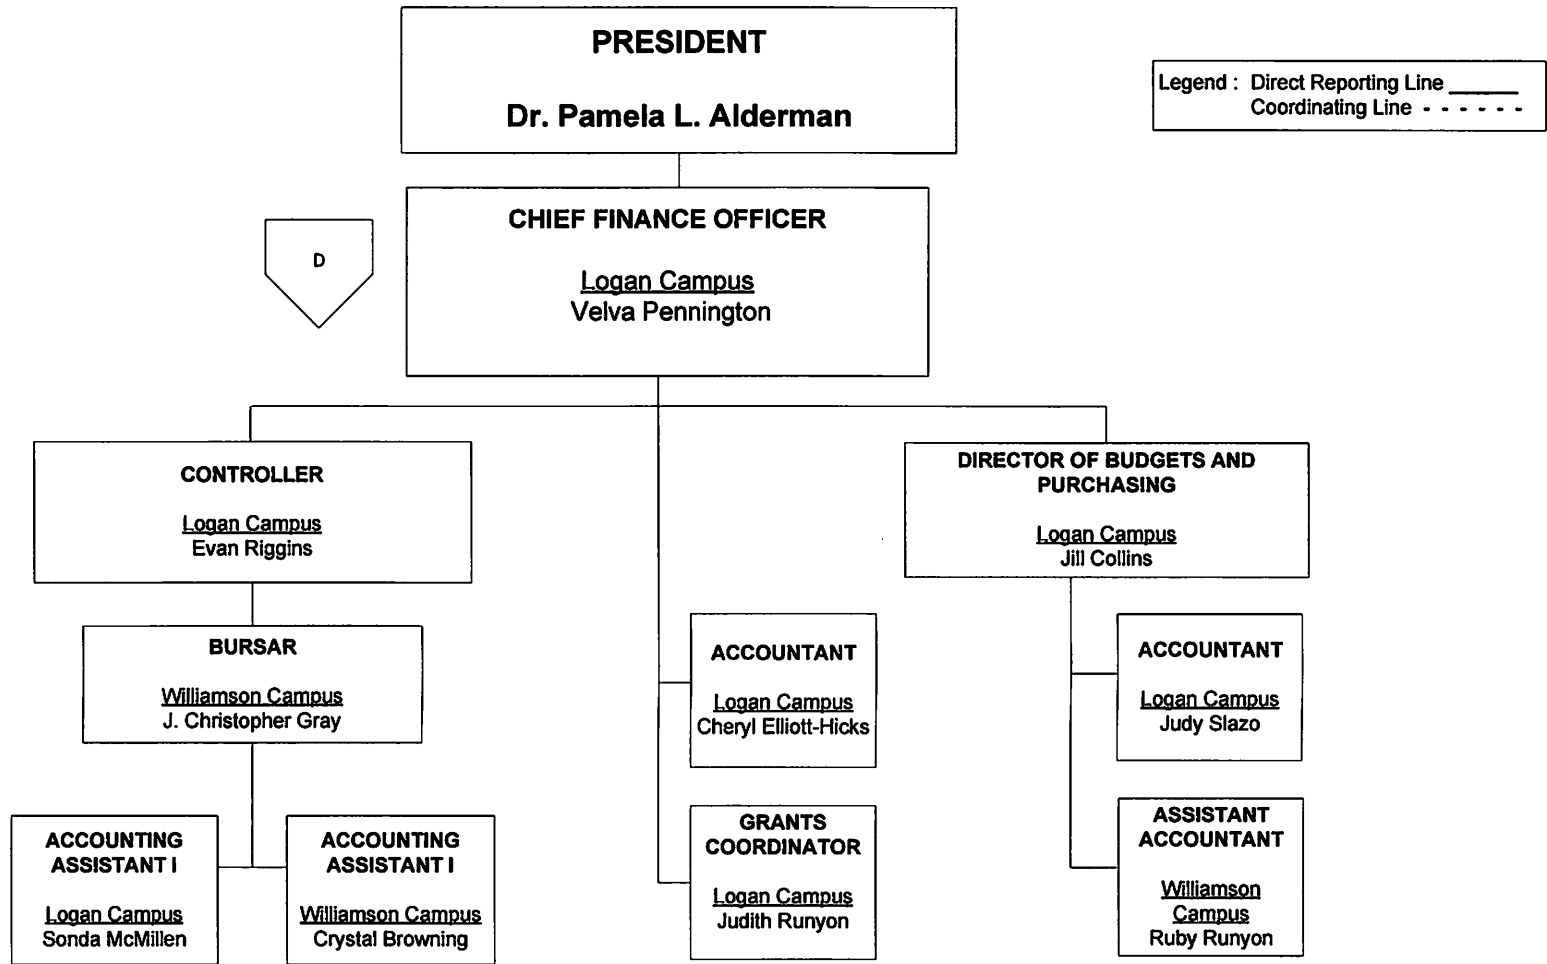 PRESIDENT
Dr. Pamela L. Alderman
Legend : Direct Reporting Line ______
Coordinating Line - - - - - -
D
CHIEF FINANCE OFFICER
Logan Campus
Velva Pennington
CONTROLLER
Logan Campus
Evan Riggins
DIRECTOR OF BUDGETS AND
PURCHASING
Logan Campus
Jill Collins
BURSAR
Williamson Campus
J. Christopher Gray
ACCOUNTANT
Logan Campus
Cheryl Elliott-Hicks
ACCOUNTANT
Logan Campus
Judy Slazo
ACCOUNTING
ASSISTANT I
Logan Campus
Sonda McMillen
ACCOUNTING
ASSISTANT I
Williamson Campus
Crystal Browning
GRANTS
COORDINATOR
Logan Campus
Judith Runyon
ASSISTANT
ACCOUNTANT
Williamson
Campus
Ruby Runyon